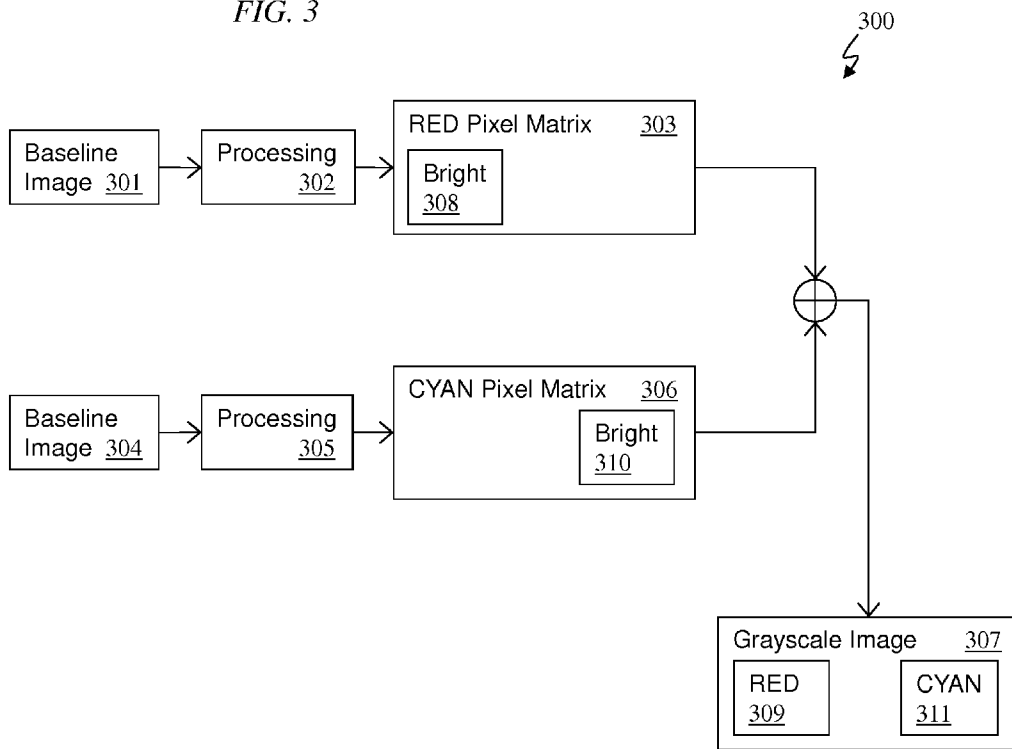 FIG. 3
300
Baseline
Image 301
Processing
302
RED Pixel Matrix 303
Bright
308
Baseline
Image 304
Processing
305
CYAN Pixel Matrix 306
Bright
310
Grayscale Image 307
RED
309
CYAN
311